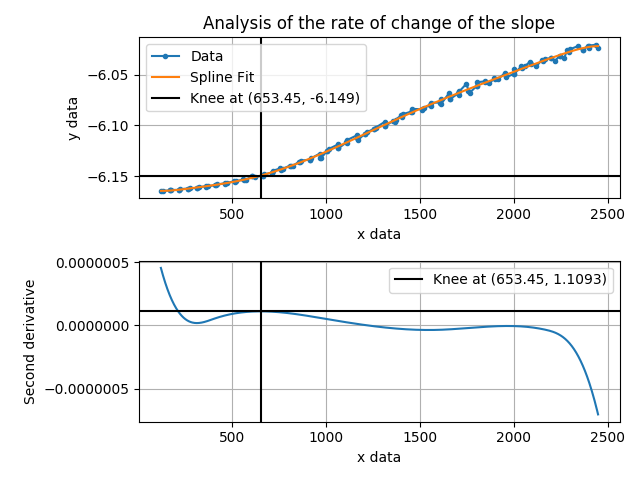 Analysis of the rate of change of the slope
Data
Spline Fit
Knee at (653.45, -6.149)
−6.05
−6.10
−6.15
y data
500 1000 1500 2000 2500
x data
Knee at (653.45, 1.1093)
0.0000005
0.0000000
−0.0000005
Second derivative
500 1000 1500 2000 2500
x data